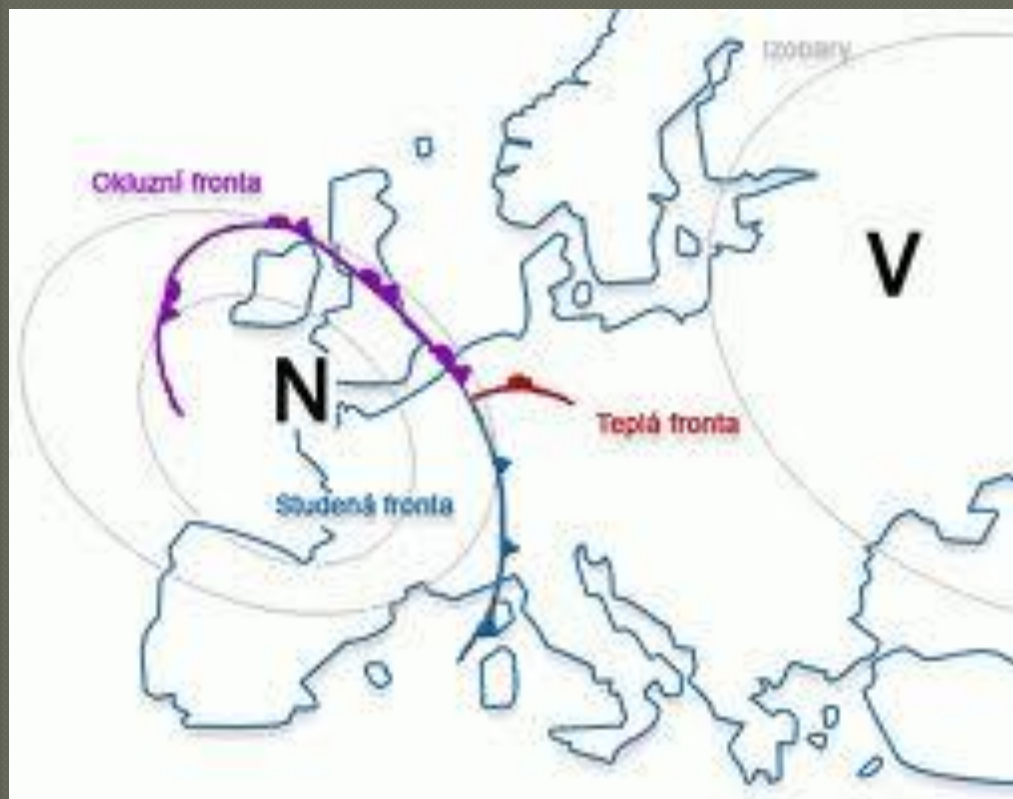 Izobary
Okluzní fronta
V
N
Teplá fronta
Studená fronta